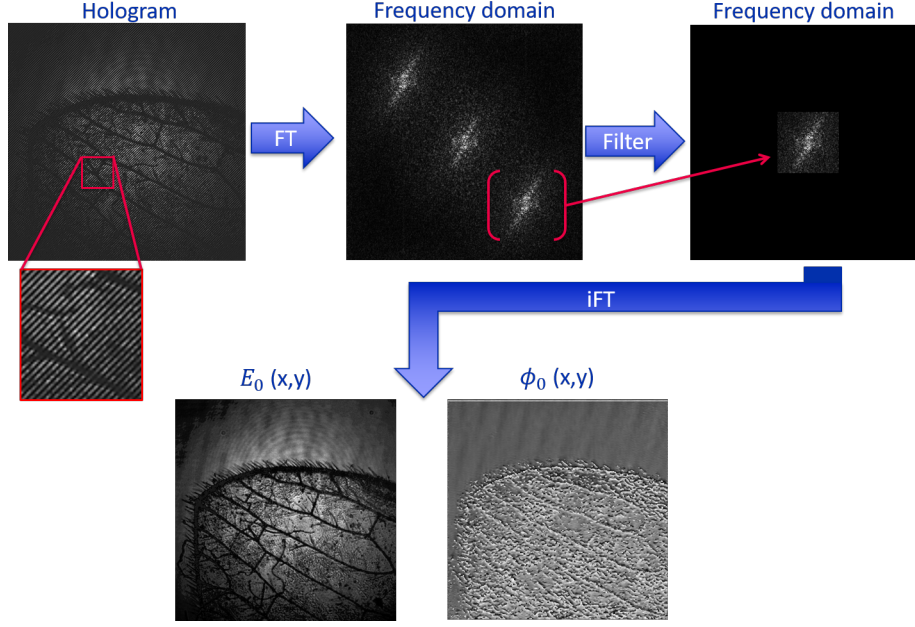 Hologram
Frequency domain
Frequency domain
FT
Filter
iFT
E₀ (x,y)
ϕ₀ (x,y)